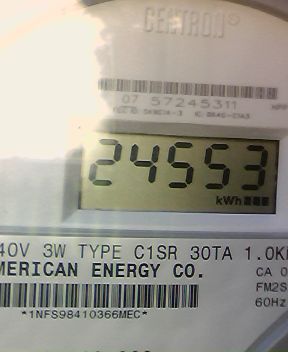 CENTRON®
07 57245311
24553
kWh
40V 3W TYPE C1SR 30TA 1.0K
MERICAN ENERGY CO.
CA 0
FM2S
60Hz
*1NFS98410366MEC*